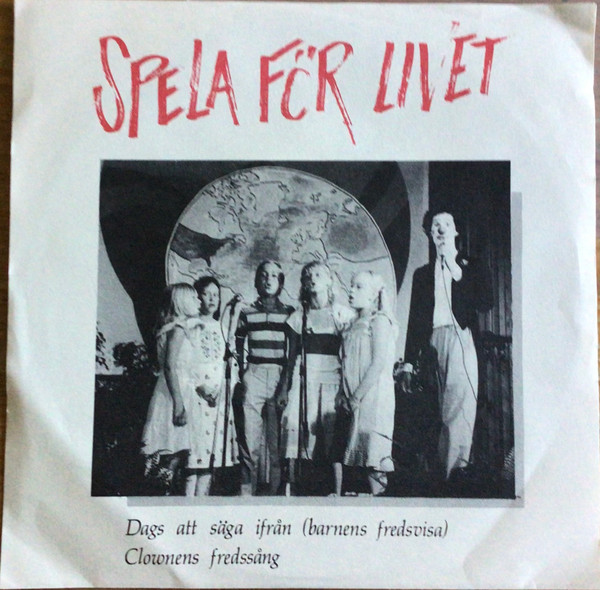 SPELA FÖR LIVET
Dags att säga ifrån (barnens fredsvisa)
Clownens fredssång